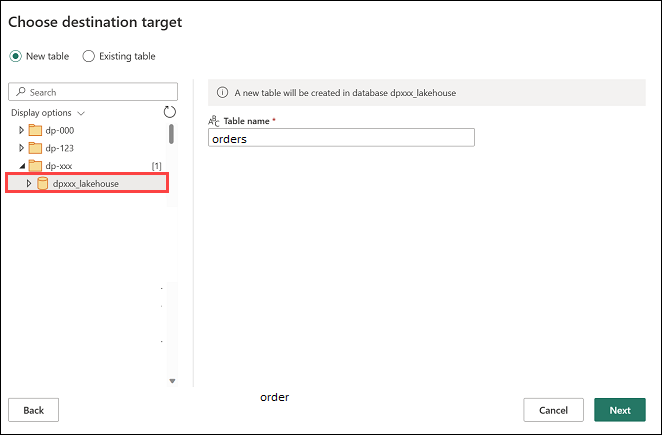 Choose destination target
New table
Existing table
Search
Display options
dp-000
dp-123
dp-xxx [1]
dpxxx_lakehouse
A new table will be created in database dpxxx_lakehouse
ABC Table name *
orders
order
Back
Cancel
Next